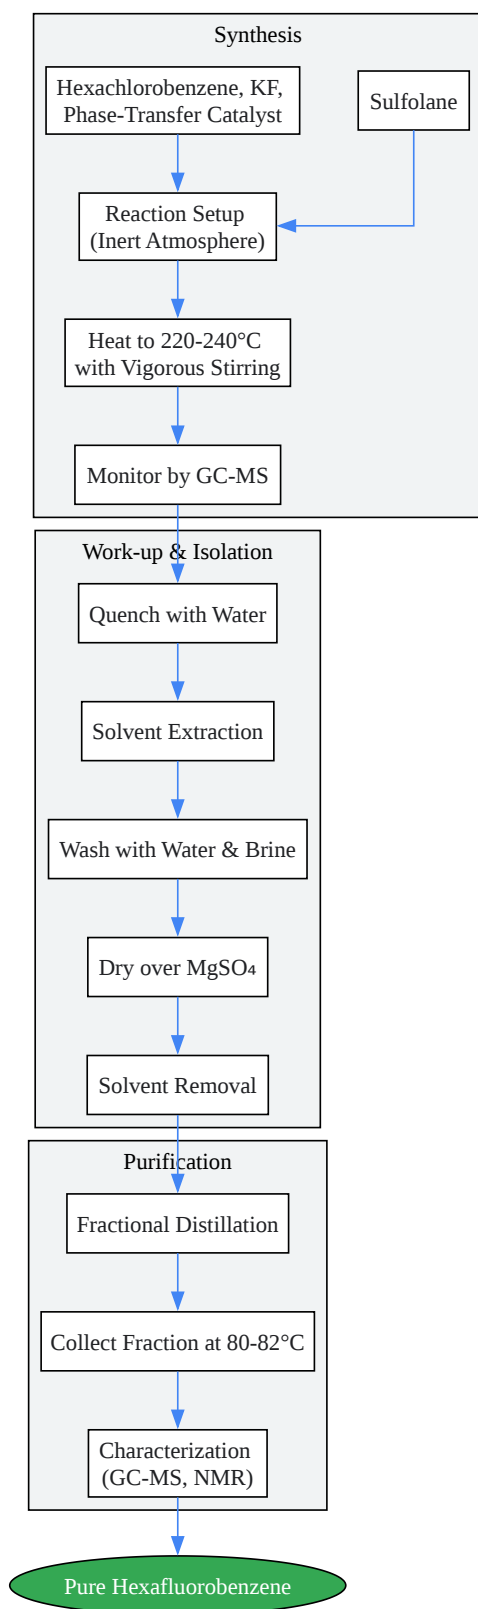 Synthesis
Hexachlorobenzene, KF,
Phase-Transfer Catalyst
Sulfolane
Reaction Setup
(Inert Atmosphere)
Heat to 220-240°C
with Vigorous Stirring
Monitor by GC-MS
Work-up & Isolation
Quench with Water
Solvent Extraction
Wash with Water & Brine
Dry over MgSO₄
Solvent Removal
Purification
Fractional Distillation
Collect Fraction at 80-82°C
Characterization
(GC-MS, NMR)
Pure Hexafluorobenzene